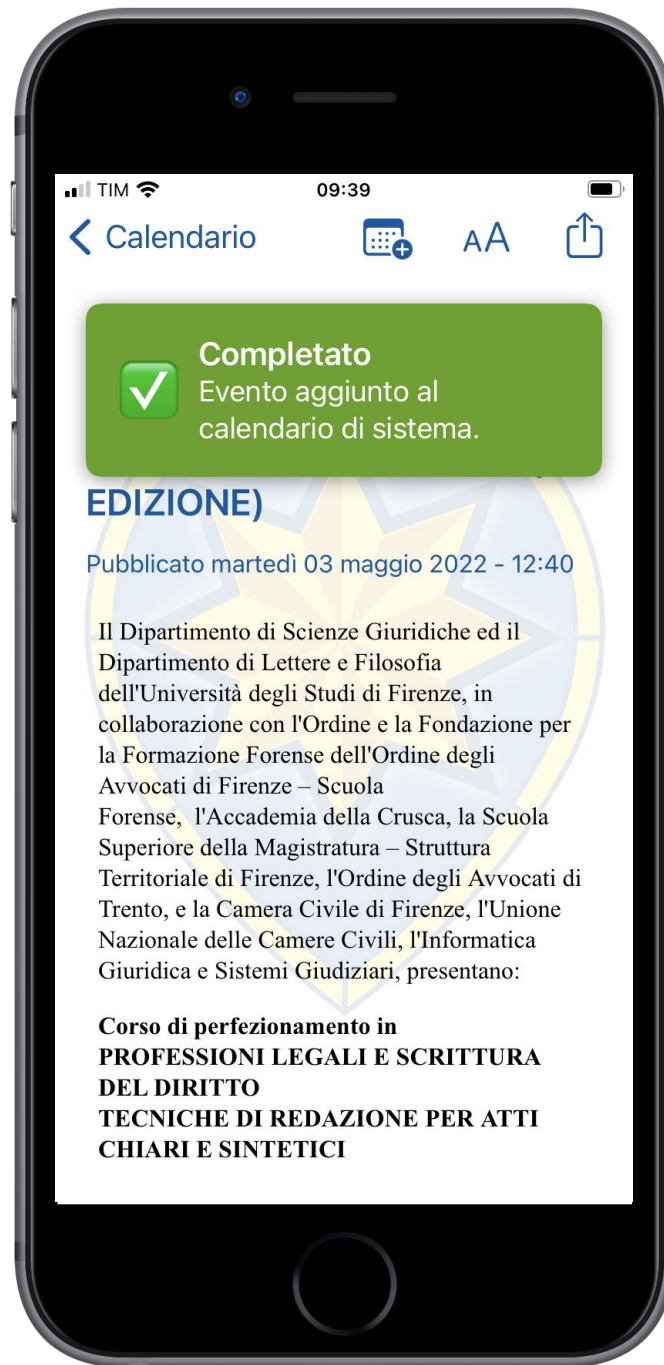 TIM
09:39
Calendario
AA
Completato
Evento aggiunto al
calendario di sistema.
EDIZIONE)
Pubblicato martedì 03 maggio 2022 - 12:40
Il Dipartimento di Scienze Giuridiche ed il
Dipartimento di Lettere e Filosofia
dell'Università degli Studi di Firenze, in
collaborazione con l'Ordine e la Fondazione per
la Formazione Forense dell'Ordine degli
Avvocati di Firenze – Scuola
Forense,  l'Accademia della Crusca, la Scuola
Superiore della Magistratura – Struttura
Territoriale di Firenze, l'Ordine degli Avvocati di
Trento, e la Camera Civile di Firenze, l'Unione
Nazionale delle Camere Civili, l'Informatica
Giuridica e Sistemi Giudiziari, presentano:
Corso di perfezionamento in
PROFESSIONI LEGALI E SCRITTURA
DEL DIRITTO
TECNICHE DI REDAZIONE PER ATTI
CHIARI E SINTETICI